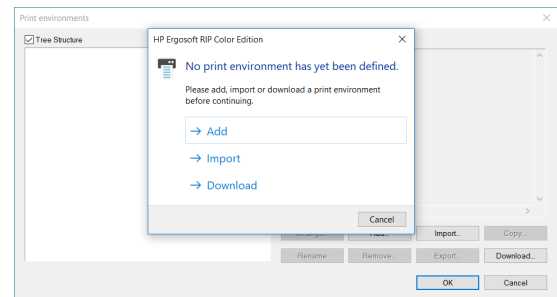 Print environments
Tree Structure
HP Ergosoft RIP Color Edition
No print environment has yet been defined.
Please add, import or download a print environment
before continuing.
→ Add
→ Import
→ Download
Cancel
Import...
Copy...
Rename
Remove...
Export...
Download...
OK
Cancel